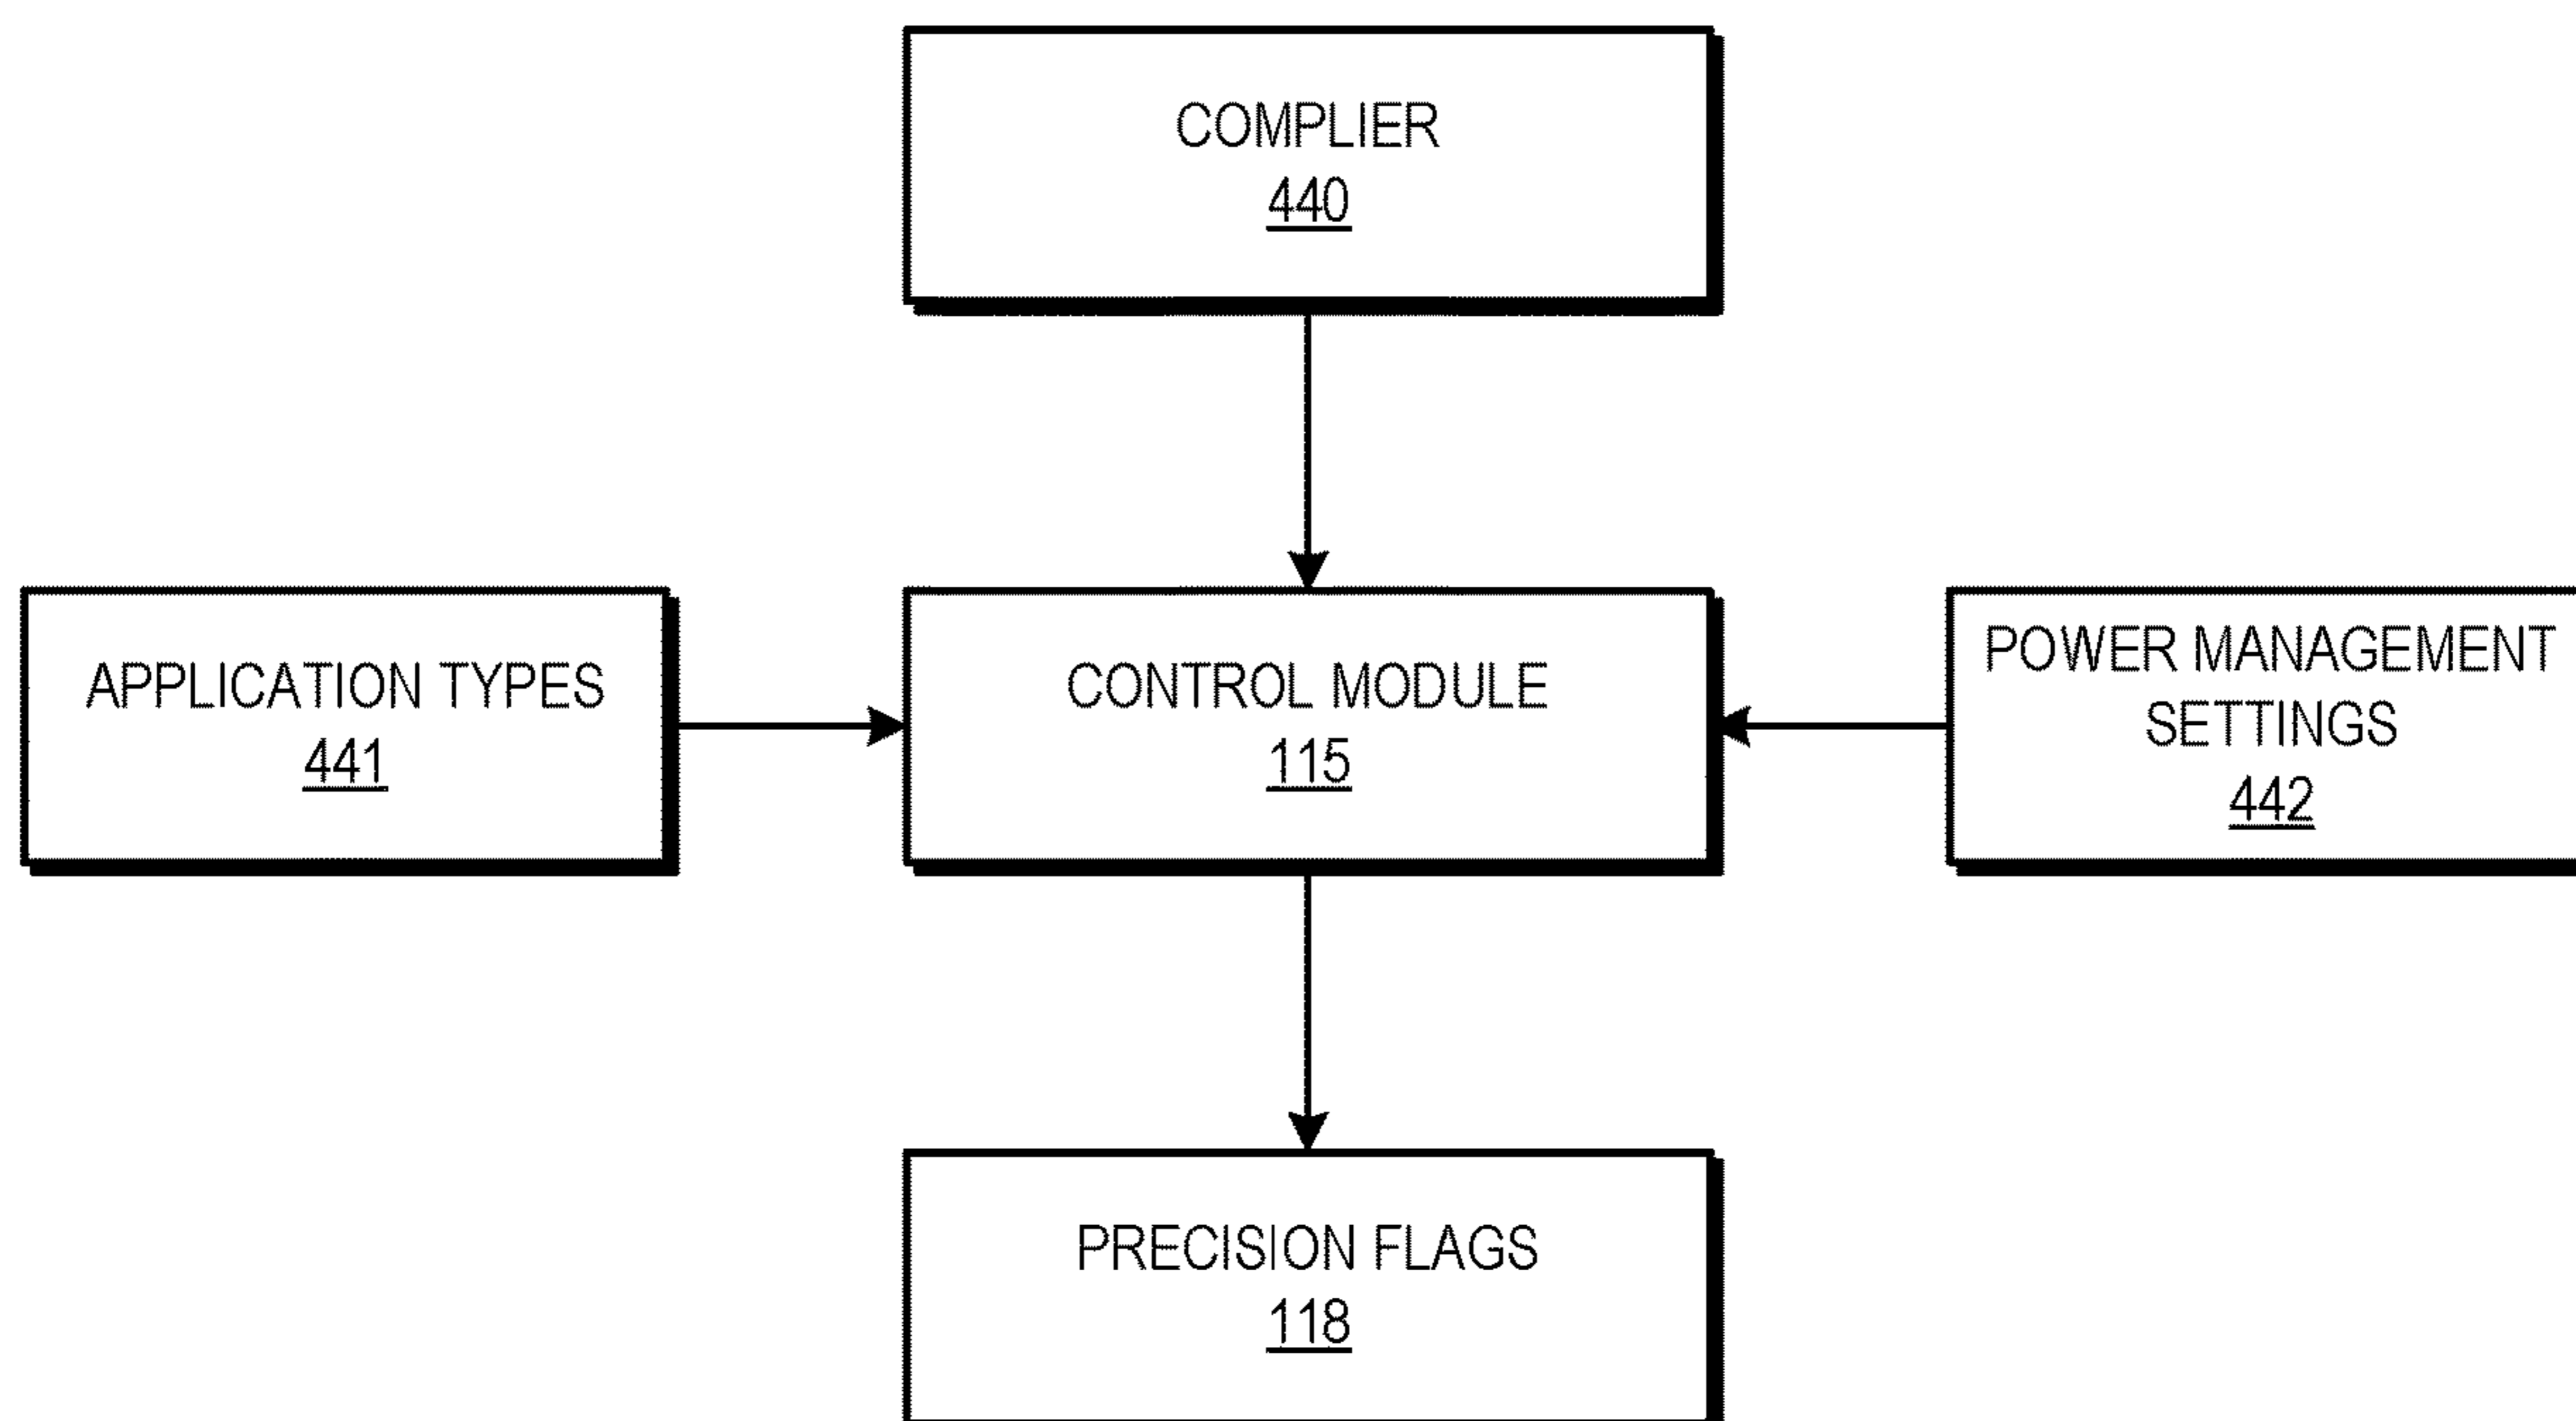 COMPLIER
440
APPLICATION TYPES
441
CONTROL MODULE
115
POWER MANAGEMENT
SETTINGS
442
PRECISION FLAGS
118